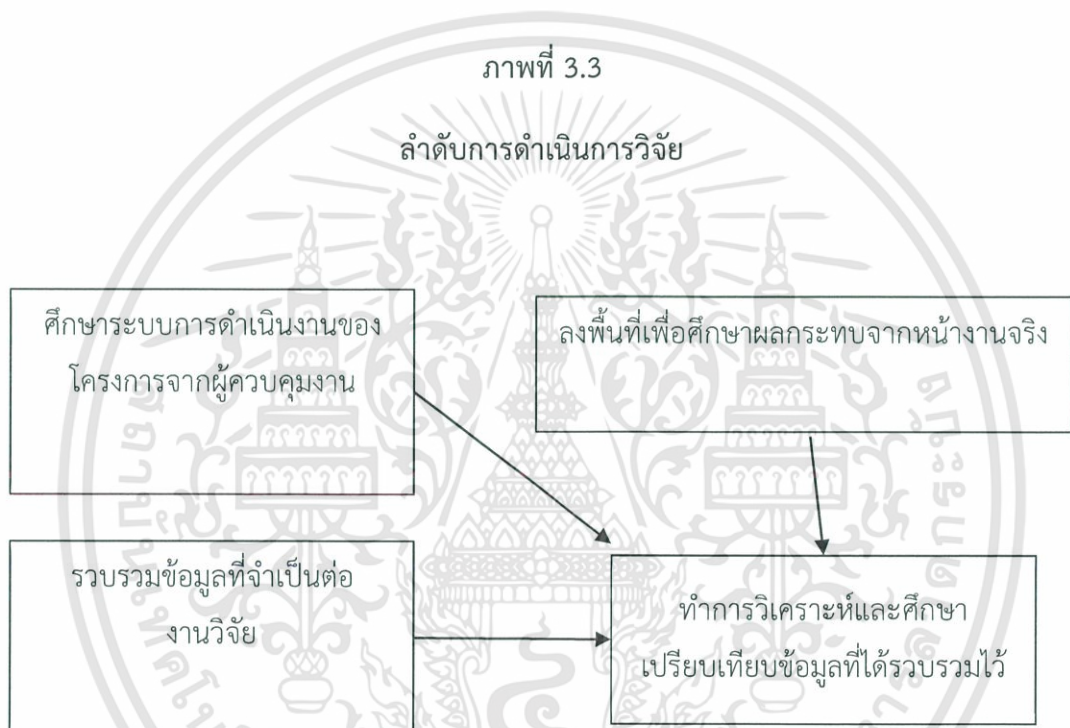 ภาพที่ 3.3
ลำดับการดำเนินการวิจัย
ศึกษาระบบการดำเนินงานของ
โครงการจากผู้ควบคุมงาน
ลงพื้นที่เพื่อศึกษาผลกระทบจากหน้างานจริง
รวบรวมข้อมูลที่จำเป็นต่อ
งานวิจัย
ทำการวิเคราะห์และศึกษา
เปรียบเทียบข้อมูลที่ได้รวบรวมไว้